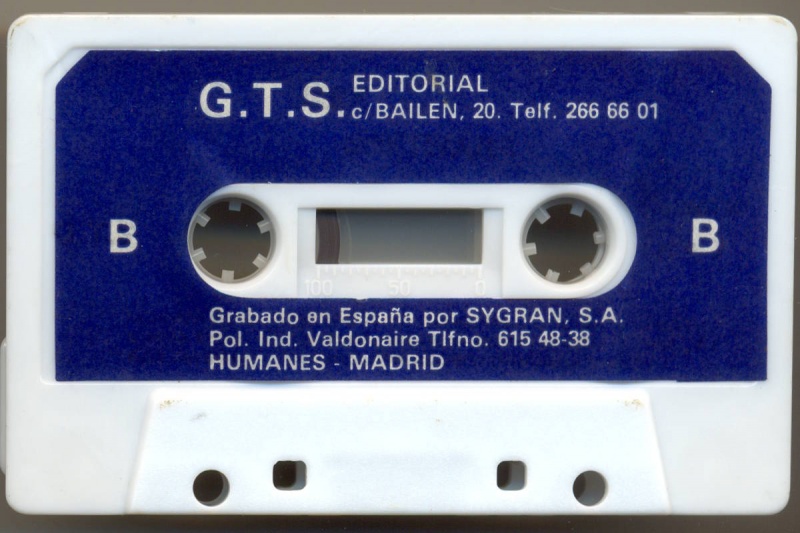 EDITORIAL
G.T.S. c/BAILEN, 20. Telf. 266 66 01
B B
100 50 0
Grabado en España por SYGRAN, S.A.
Pol. Ind. Valdonaire Tlfno. 615 48-38
HUMANES - MADRID